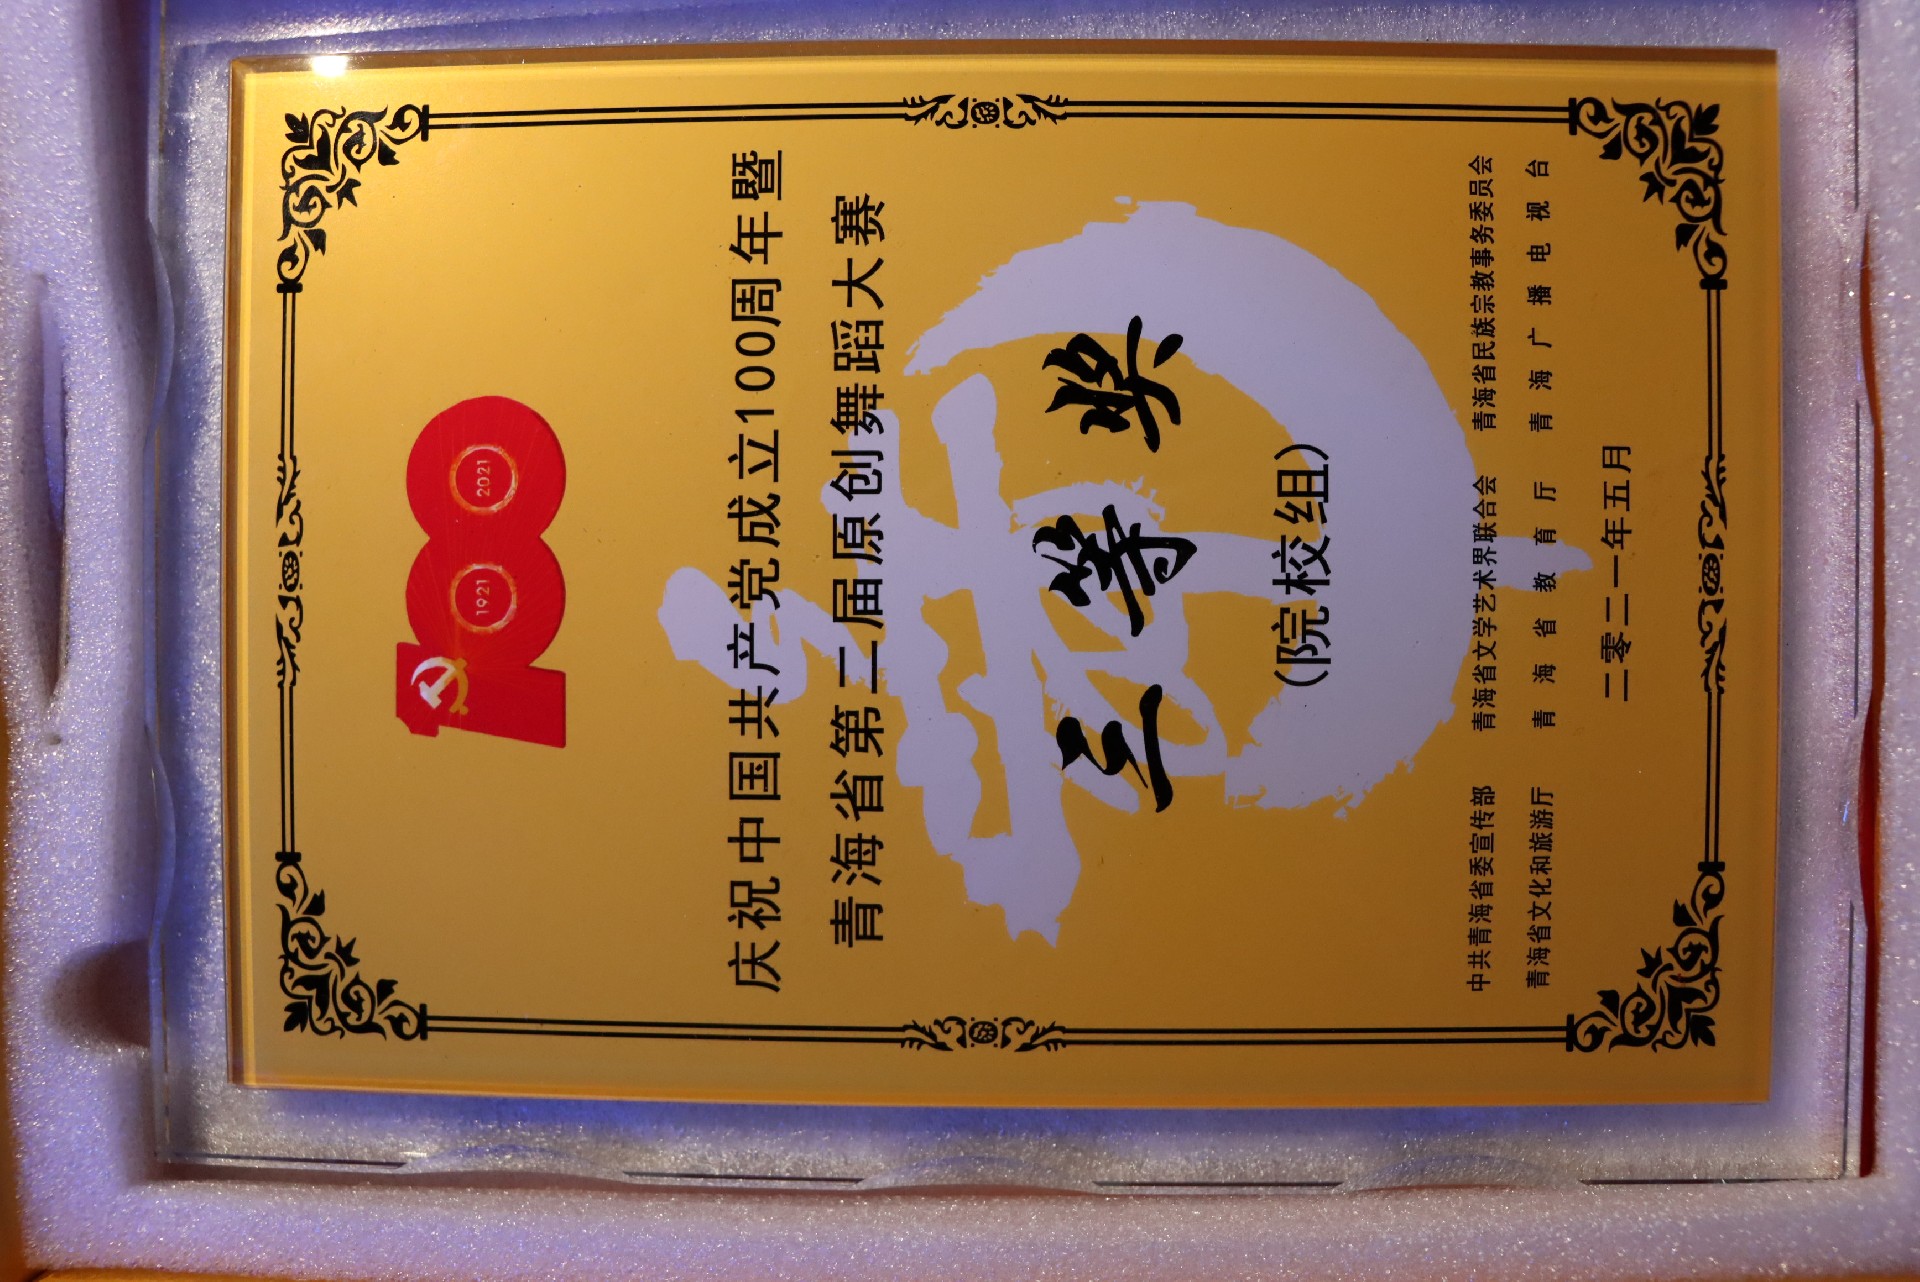 1921 2021
庆祝中国共产党成立100周年暨
青海省第二届原创舞蹈大赛
三等奖
(院校组)
中共青海省委宣传部 青海省文学艺术界联合会 青海省民族宗教事务委员会
青海省文化和旅游厅 青海省教育厅 青海广播电视台
二零二一年五月